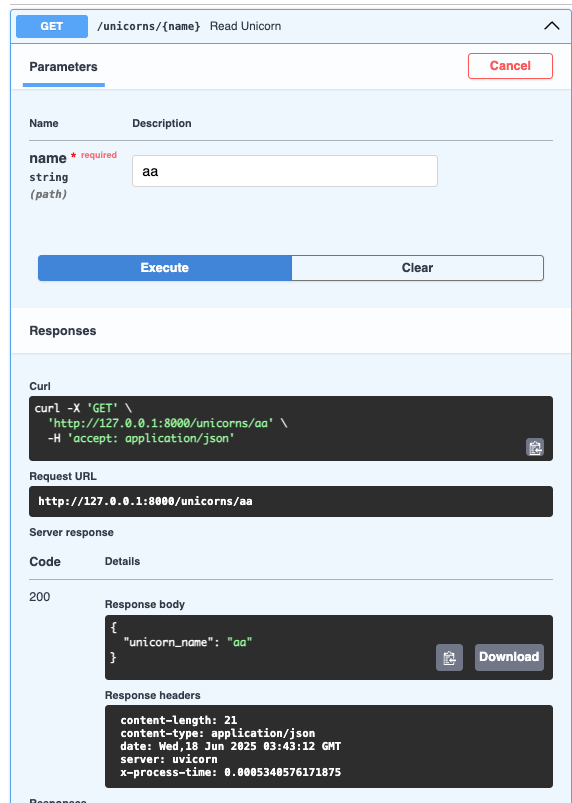 GET /unicorns/{name} Read Unicorn
Parameters
Cancel
Name Description
name * required
string
(path)
aa
Execute Clear
Responses
Curl
curl -X 'GET' \
  'http://127.0.0.1:8000/unicorns/aa' \
  -H 'accept: application/json'
Request URL
http://127.0.0.1:8000/unicorns/aa
Server response
Code Details
200
Response body
{
  "unicorn_name": "aa"
}
Download
Response headers
content-length: 21
content-type: application/json
date: Wed,18 Jun 2025 03:43:12 GMT
server: uvicorn
x-process-time: 0.0005340576171875
Responses